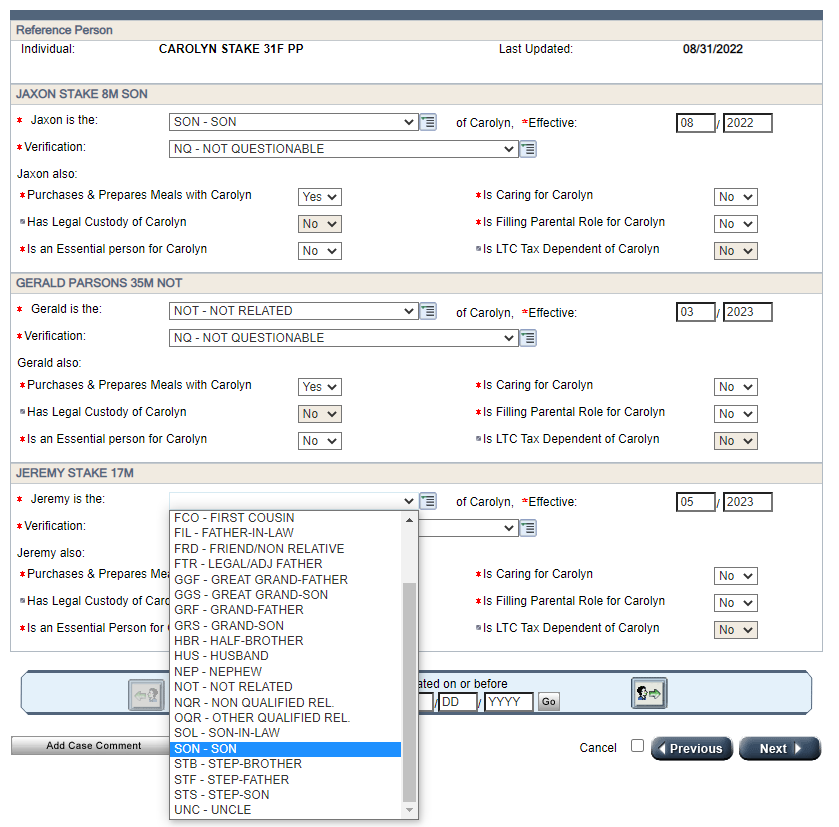 Reference Person
Individual: CAROLYN STAKE 31F PP Last Updated: 08/31/2022
JAXON STAKE 8M SON
* Jaxon is the: SON - SON of Carolyn, *Effective: 08 / 2022
*Verification: NQ - NOT QUESTIONABLE
Jaxon also:
*Purchases & Prepares Meals with Carolyn Yes *Is Caring for Carolyn No
Has Legal Custody of Carolyn No *Is Filling Parental Role for Carolyn No
*Is an Essential person for Carolyn No Is LTC Tax Dependent of Carolyn No
GERALD PARSONS 35M NOT
* Gerald is the: NOT - NOT RELATED of Carolyn, *Effective: 03 / 2023
*Verification: NQ - NOT QUESTIONABLE
Gerald also:
*Purchases & Prepares Meals with Carolyn Yes *Is Caring for Carolyn No
Has Legal Custody of Carolyn No *Is Filling Parental Role for Carolyn No
*Is an Essential person for Carolyn No Is LTC Tax Dependent of Carolyn No
JEREMY STAKE 17M
* Jeremy is the: of Carolyn, *Effective: 05 / 2023
*Verification:
Jeremy also:
*Purchases & Prepares Mea *Is Caring for Carolyn No
Has Legal Custody of Caro *Is Filling Parental Role for Carolyn No
*Is an Essential Person for Is LTC Tax Dependent of Carolyn No
FCO - FIRST COUSIN
FIL - FATHER-IN-LAW
FRD - FRIEND/NON RELATIVE
FTR - LEGAL/ADJ FATHER
GGF - GREAT GRAND-FATHER
GGS - GREAT GRAND-SON
GRF - GRAND-FATHER
GRS - GRAND-SON
HBR - HALF-BROTHER
HUS - HUSBAND
NEP - NEPHEW
NOT - NOT RELATED
NQR - NON QUALIFIED REL.
OQR - OTHER QUALIFIED REL.
SOL - SON-IN-LAW
SON - SON
STB - STEP-BROTHER
STF - STEP-FATHER
STS - STEP-SON
UNC - UNCLE
ated on or before
/ DD / YYYY Go
Add Case Comment Cancel Previous Next